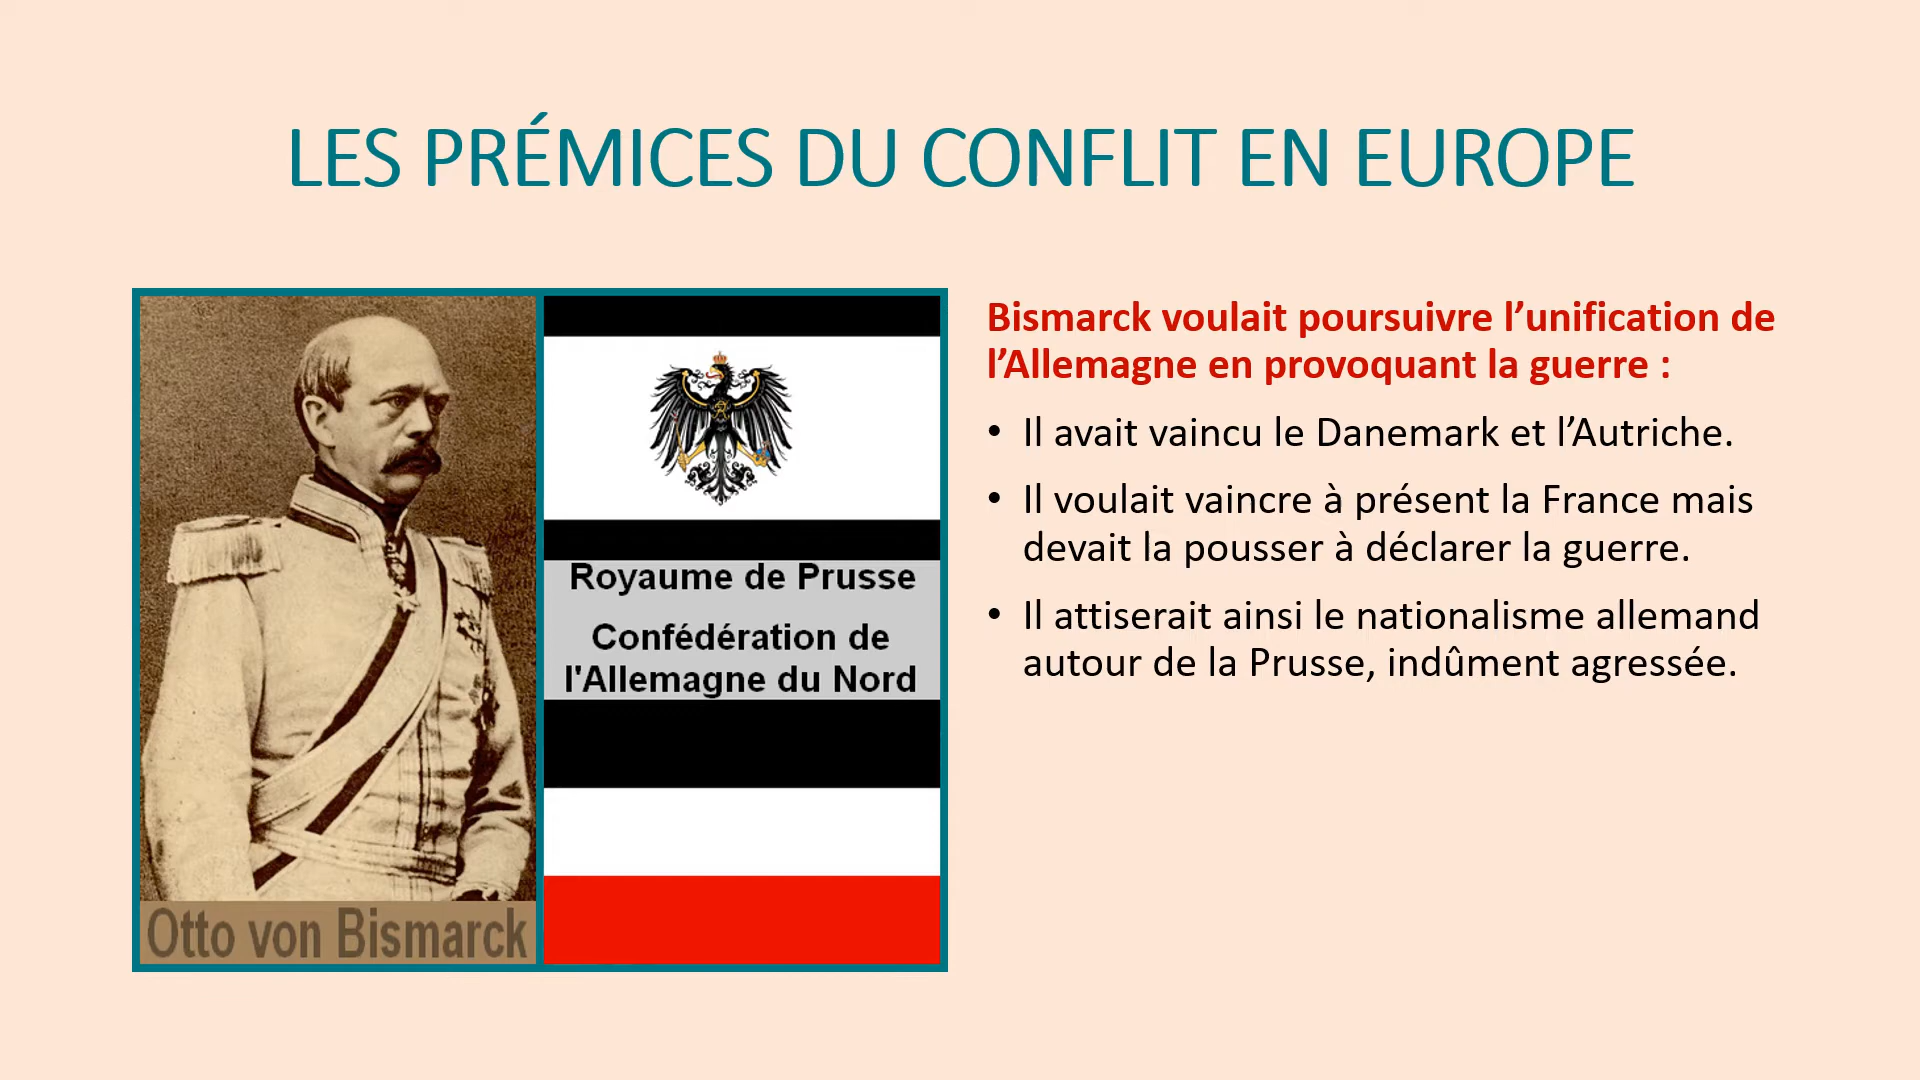 LES PRÉMICES DU CONFLIT EN EUROPE
Otto von Bismarck
Royaume de Prusse
Confédération de
l'Allemagne du Nord
Bismarck voulait poursuivre l’unification de
l’Allemagne en provoquant la guerre :
• Il avait vaincu le Danemark et l’Autriche.
• Il voulait vaincre à présent la France mais
devait la pousser à déclarer la guerre.
• Il attiserait ainsi le nationalisme allemand
autour de la Prusse, indûment agressée.